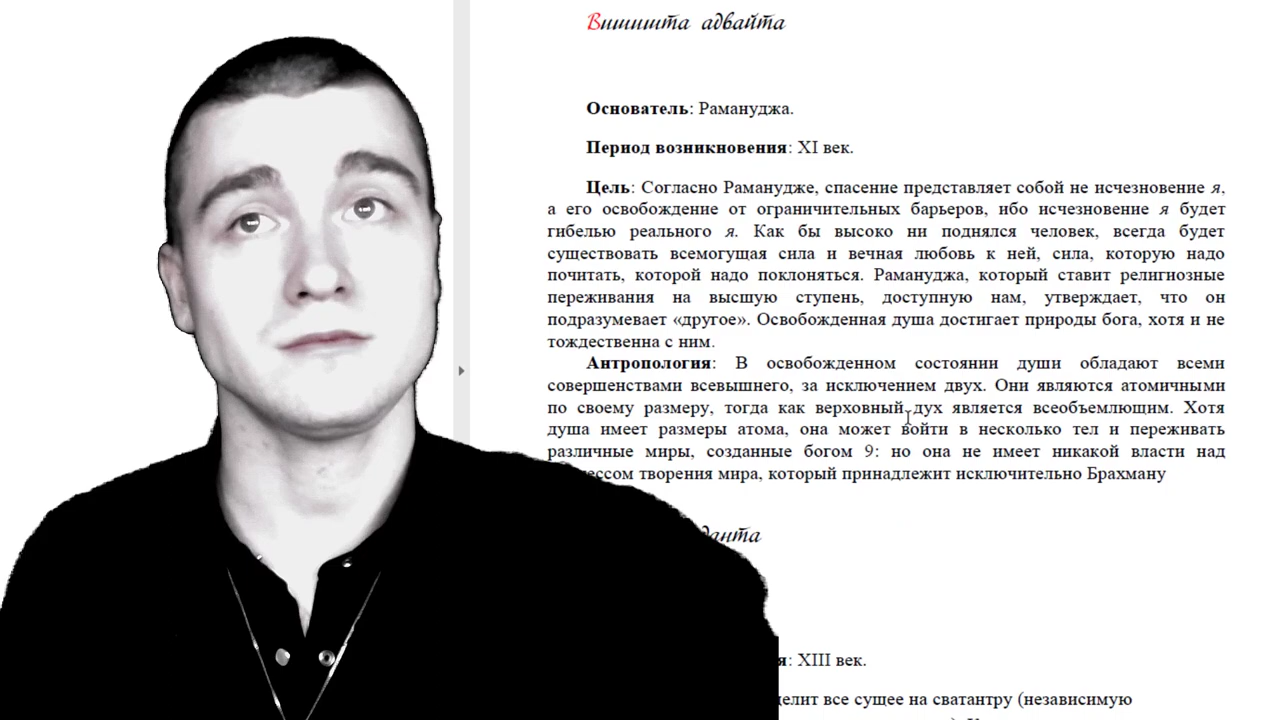 Вишишта адвайта
Основатель: Рамануджа.
Период возникновения: XI век.
Цель: Согласно Раманудже, спасение представляет собой не исчезновение я,
а его освобождение от ограничительных барьеров, ибо исчезновение я будет
гибелью реального я. Как бы высоко ни поднялся человек, всегда будет
существовать всемогущая сила и вечная любовь к ней, сила, которую надо
почитать, которой надо поклоняться. Рамануджа, который ставит религиозные
переживания на высшую ступень, доступную нам, утверждает, что он
подразумевает «другое». Освобожденная душа достигает природы бога, хотя и не
тождественна с ним.
Антропология: В освобожденном состоянии души обладают всеми
совершенствами всевышнего, за исключением двух. Они являются атомичными
по своему размеру, тогда как верховный дух является всеобъемлющим. Хотя
душа имеет размеры атома, она может войти в несколько тел и переживать
различные миры, созданные богом 9: но она не имеет никакой власти над
творения мира, который принадлежит исключительно Брахману
XIII век.
все сущее на сватантру (независимую